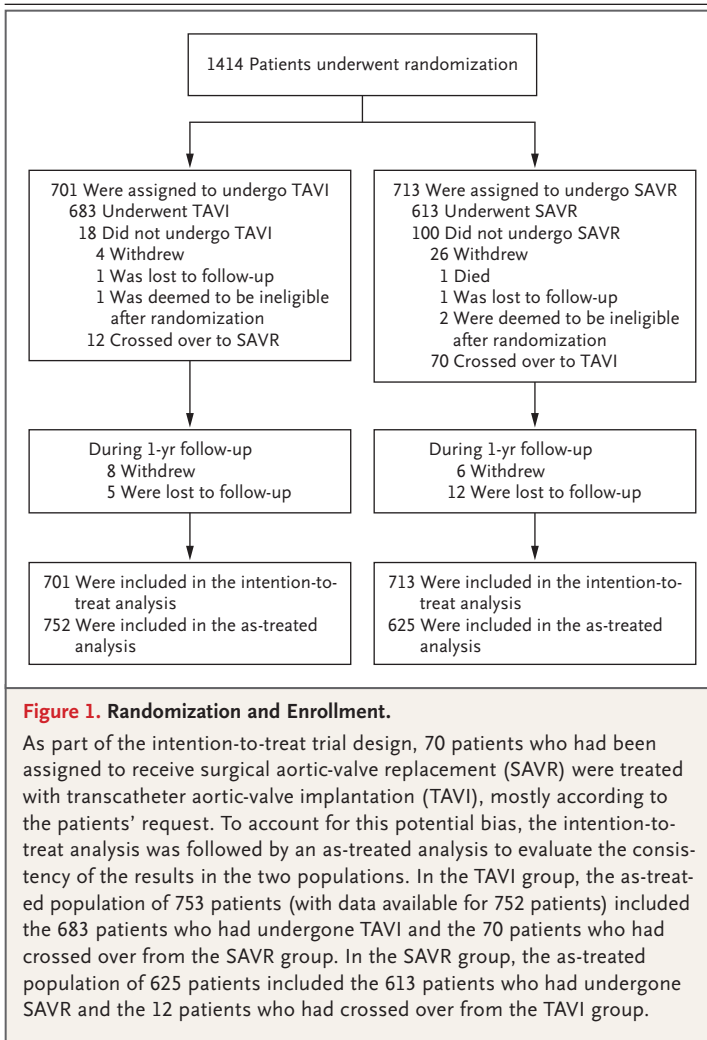 1414 Patients underwent randomization
701 Were assigned to undergo TAVI
683 Underwent TAVI
18 Did not undergo TAVI
4 Withdrew
1 Was lost to follow-up
1 Was deemed to be ineligible
after randomization
12 Crossed over to SAVR
713 Were assigned to undergo SAVR
613 Underwent SAVR
100 Did not undergo SAVR
26 Withdrew
1 Died
1 Was lost to follow-up
2 Were deemed to be ineligible
after randomization
70 Crossed over to TAVI
During 1-yr follow-up
8 Withdrew
5 Were lost to follow-up
During 1-yr follow-up
6 Withdrew
12 Were lost to follow-up
701 Were included in the intention-to-
treat analysis
752 Were included in the as-treated
analysis
713 Were included in the intention-to-
treat analysis
625 Were included in the as-treated
analysis
Figure 1. Randomization and Enrollment.
As part of the intention-to-treat trial design, 70 patients who had been
assigned to receive surgical aortic-valve replacement (SAVR) were treated
with transcatheter aortic-valve implantation (TAVI), mostly according to
the patients’ request. To account for this potential bias, the intention-to-
treat analysis was followed by an as-treated analysis to evaluate the consis-
tency of the results in the two populations. In the TAVI group, the as-treat-
ed population of 753 patients (with data available for 752 patients) included
the 683 patients who had undergone TAVI and the 70 patients who had
crossed over from the SAVR group. In the SAVR group, the as-treated
population of 625 patients included the 613 patients who had undergone
SAVR and the 12 patients who had crossed over from the TAVI group.